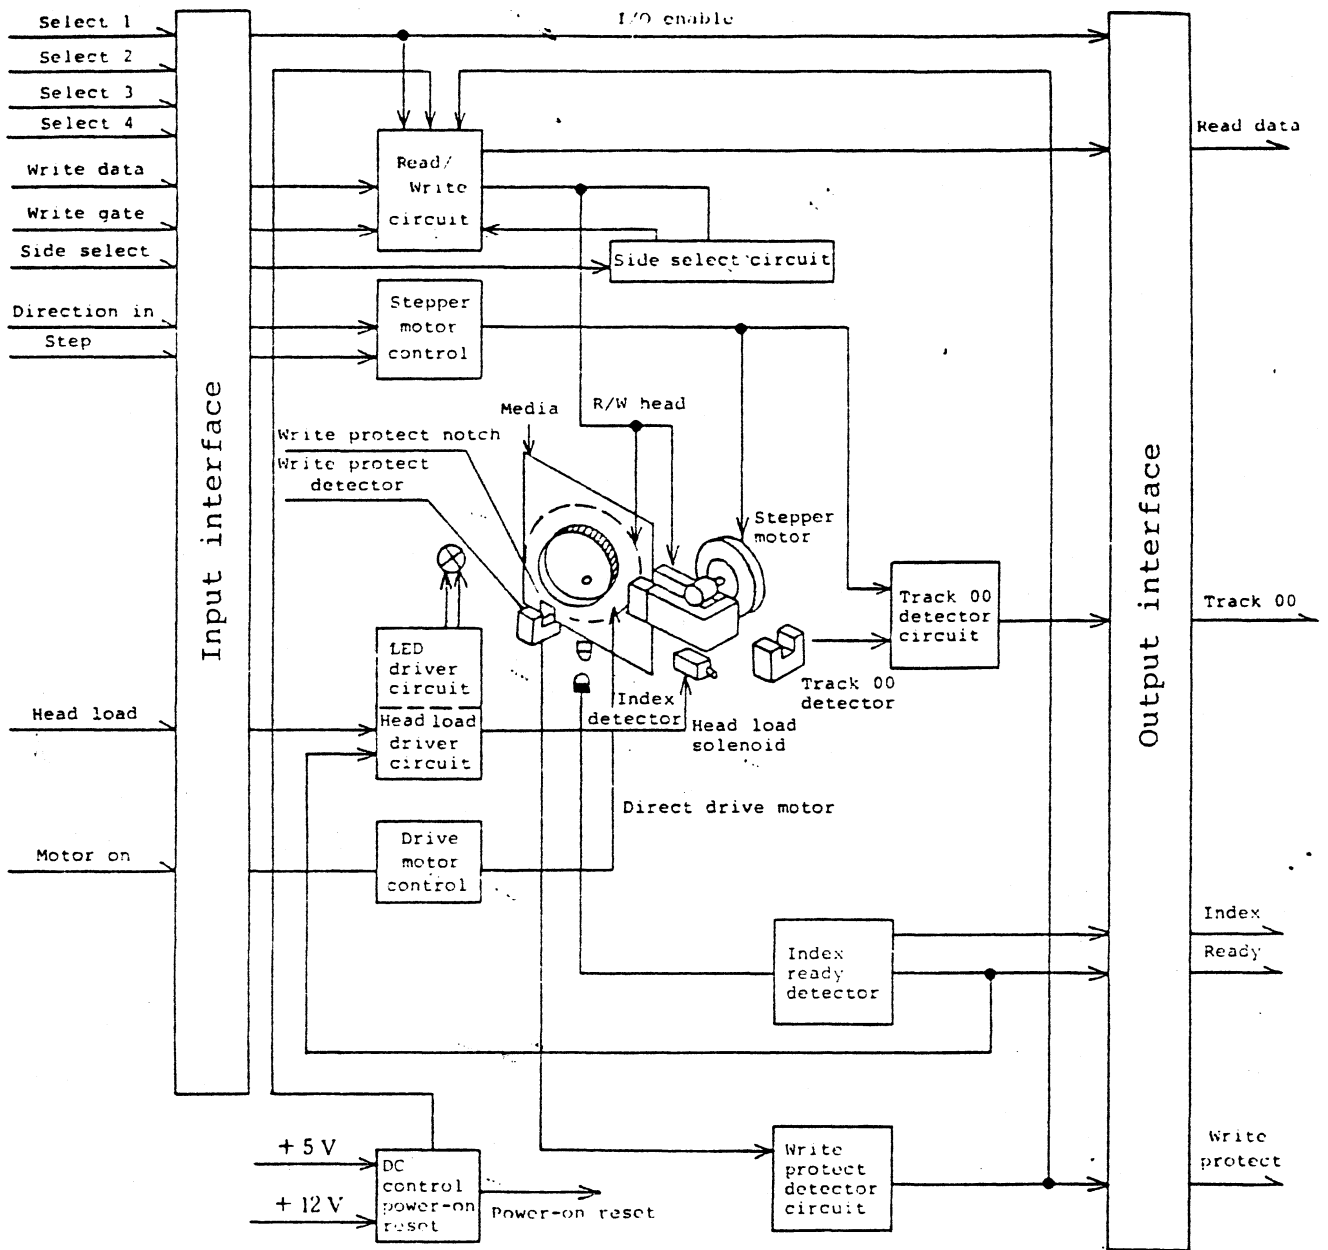 Select 1
Select 2
Select 3
Select 4
Write data
Write gate
Side select
Direction in
Step
Head load
Motor on
Input interface
I/O enable
Read/
Write
circuit
Side select circuit
Stepper
motor
control
Media
R/W head
Write protect notch
Write protect
detector
Stepper
motor
LED
driver
circuit
Head load
driver
circuit
Index
detector
Head load
solenoid
Track 00
detector
Track 00
detector
circuit
Direct drive motor
Drive
motor
control
Index
ready
detector
+ 5 V
+ 12 V
DC
control
power-on
reset
Power-on reset
Write
protect
detector
circuit
Output interface
Read data
Track 00
Index
Ready
Write
protect